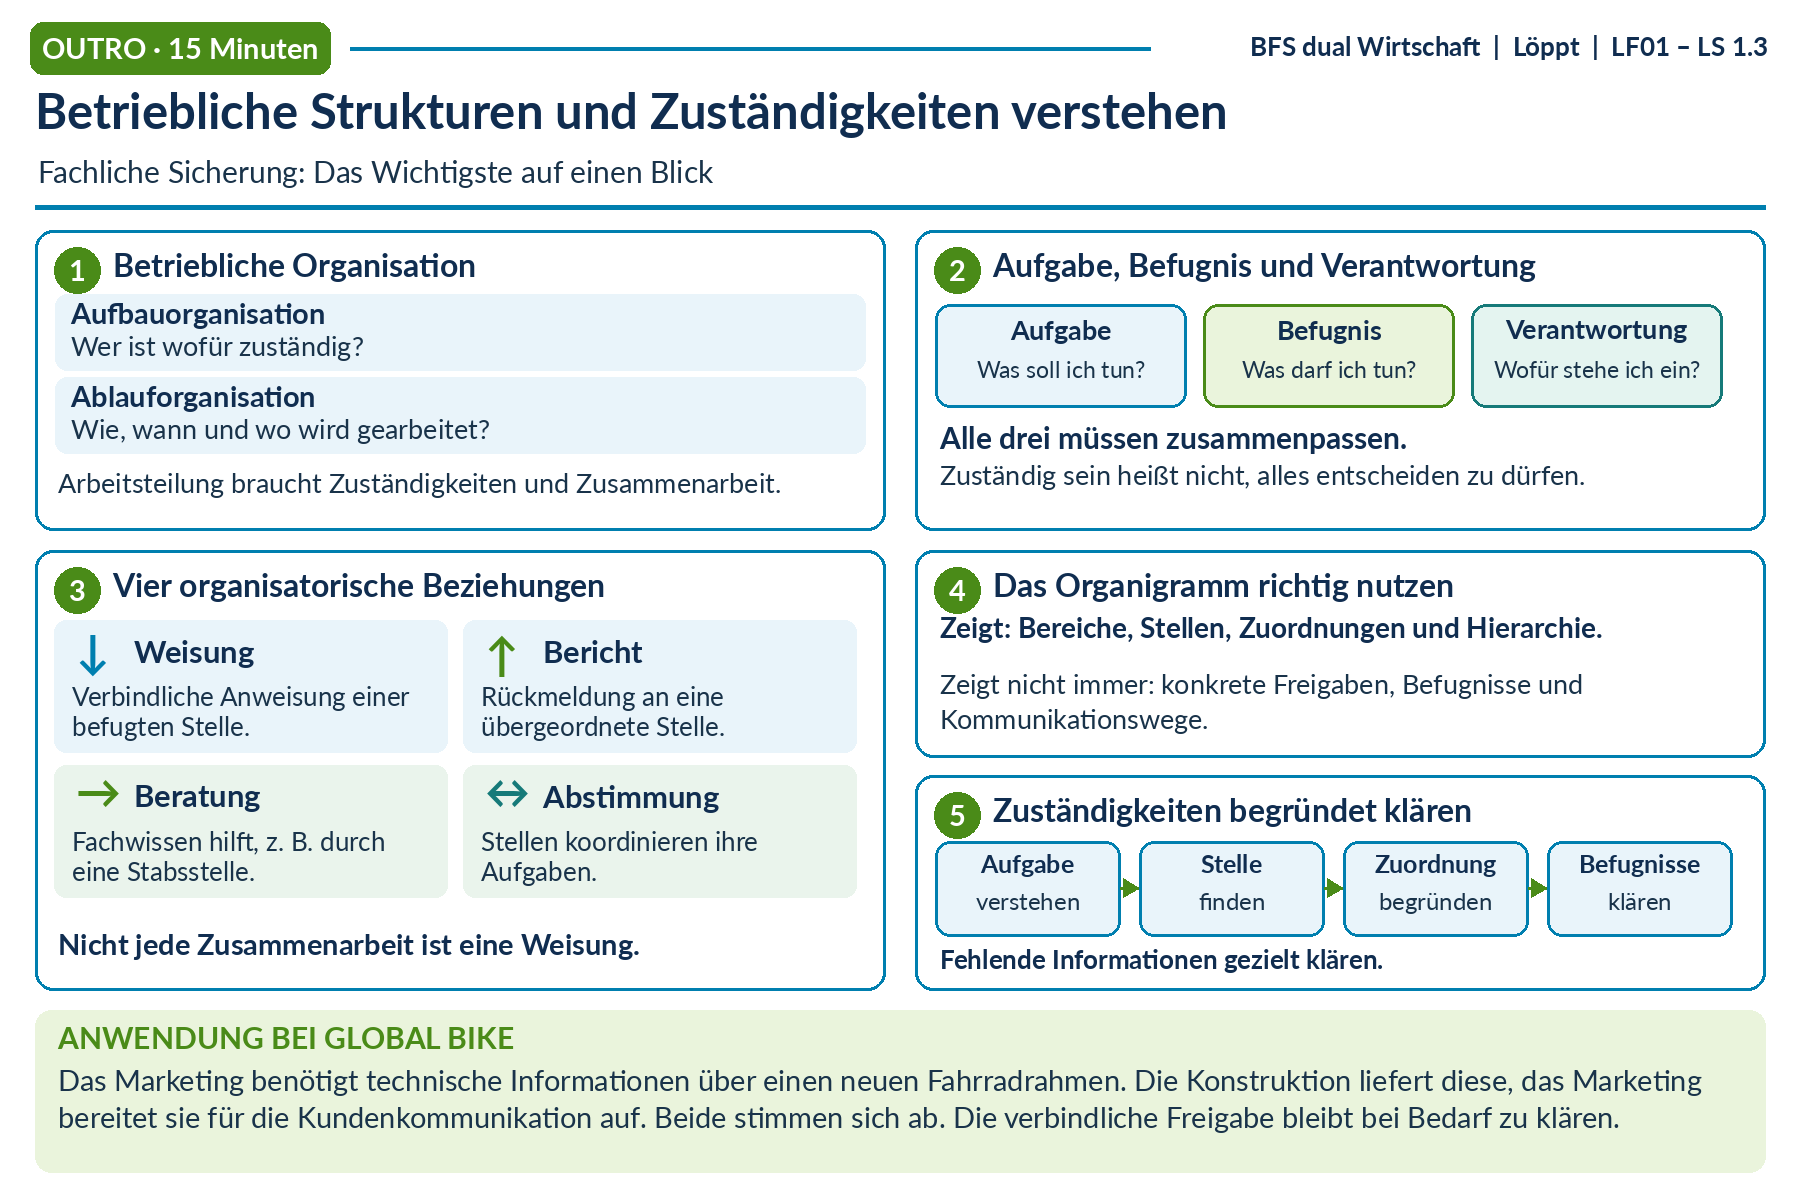 OUTRO · 15 Minuten
BFS dual Wirtschaft | Löppt | LF01 – LS 1.3
Betriebliche Strukturen und Zuständigkeiten verstehen
Fachliche Sicherung: Das Wichtigste auf einen Blick
1 Betriebliche Organisation
Aufbauorganisation
Wer ist wofür zuständig?
Ablauforganisation
Wie, wann und wo wird gearbeitet?
Arbeitsteilung braucht Zuständigkeiten und Zusammenarbeit.
2 Aufgabe, Befugnis und Verantwortung
Aufgabe
Was soll ich tun?
Befugnis
Was darf ich tun?
Verantwortung
Wofür stehe ich ein?
Alle drei müssen zusammenpassen.
Zuständig sein heißt nicht, alles entscheiden zu dürfen.
3 Vier organisatorische Beziehungen
↓ Weisung
Verbindliche Anweisung einer
befugten Stelle.
↑ Bericht
Rückmeldung an eine
übergeordnete Stelle.
→ Beratung
Fachwissen hilft, z. B. durch
eine Stabsstelle.
↔ Abstimmung
Stellen koordinieren ihre
Aufgaben.
Nicht jede Zusammenarbeit ist eine Weisung.
4 Das Organigramm richtig nutzen
Zeigt: Bereiche, Stellen, Zuordnungen und Hierarchie.
Zeigt nicht immer: konkrete Freigaben, Befugnisse und
Kommunikationswege.
5 Zuständigkeiten begründet klären
Aufgabe
verstehen
Stelle
finden
Zuordnung
begründen
Befugnisse
klären
Fehlende Informationen gezielt klären.
ANWENDUNG BEI GLOBAL BIKE
Das Marketing benötigt technische Informationen über einen neuen Fahrradrahmen. Die Konstruktion liefert diese, das Marketing
bereitet sie für die Kundenkommunikation auf. Beide stimmen sich ab. Die verbindliche Freigabe bleibt bei Bedarf zu klären.